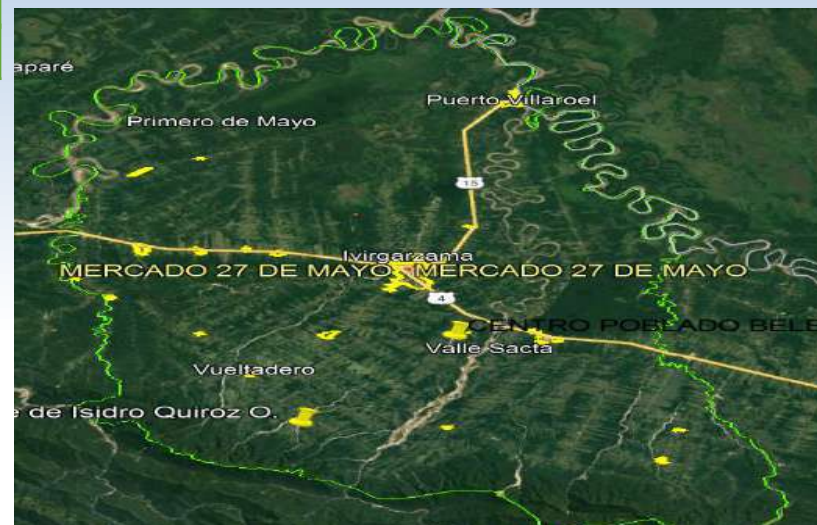 aparé
Puerto Villaroel
Primero de Mayo
15
Ivirgarzama
MERCADO 27 DE MAYO MERCADO 27 DE MAYO
4
CENTRO POBLADO BELE
Valle Sacta
Vueltadero
e de Isidro Quiroz O.